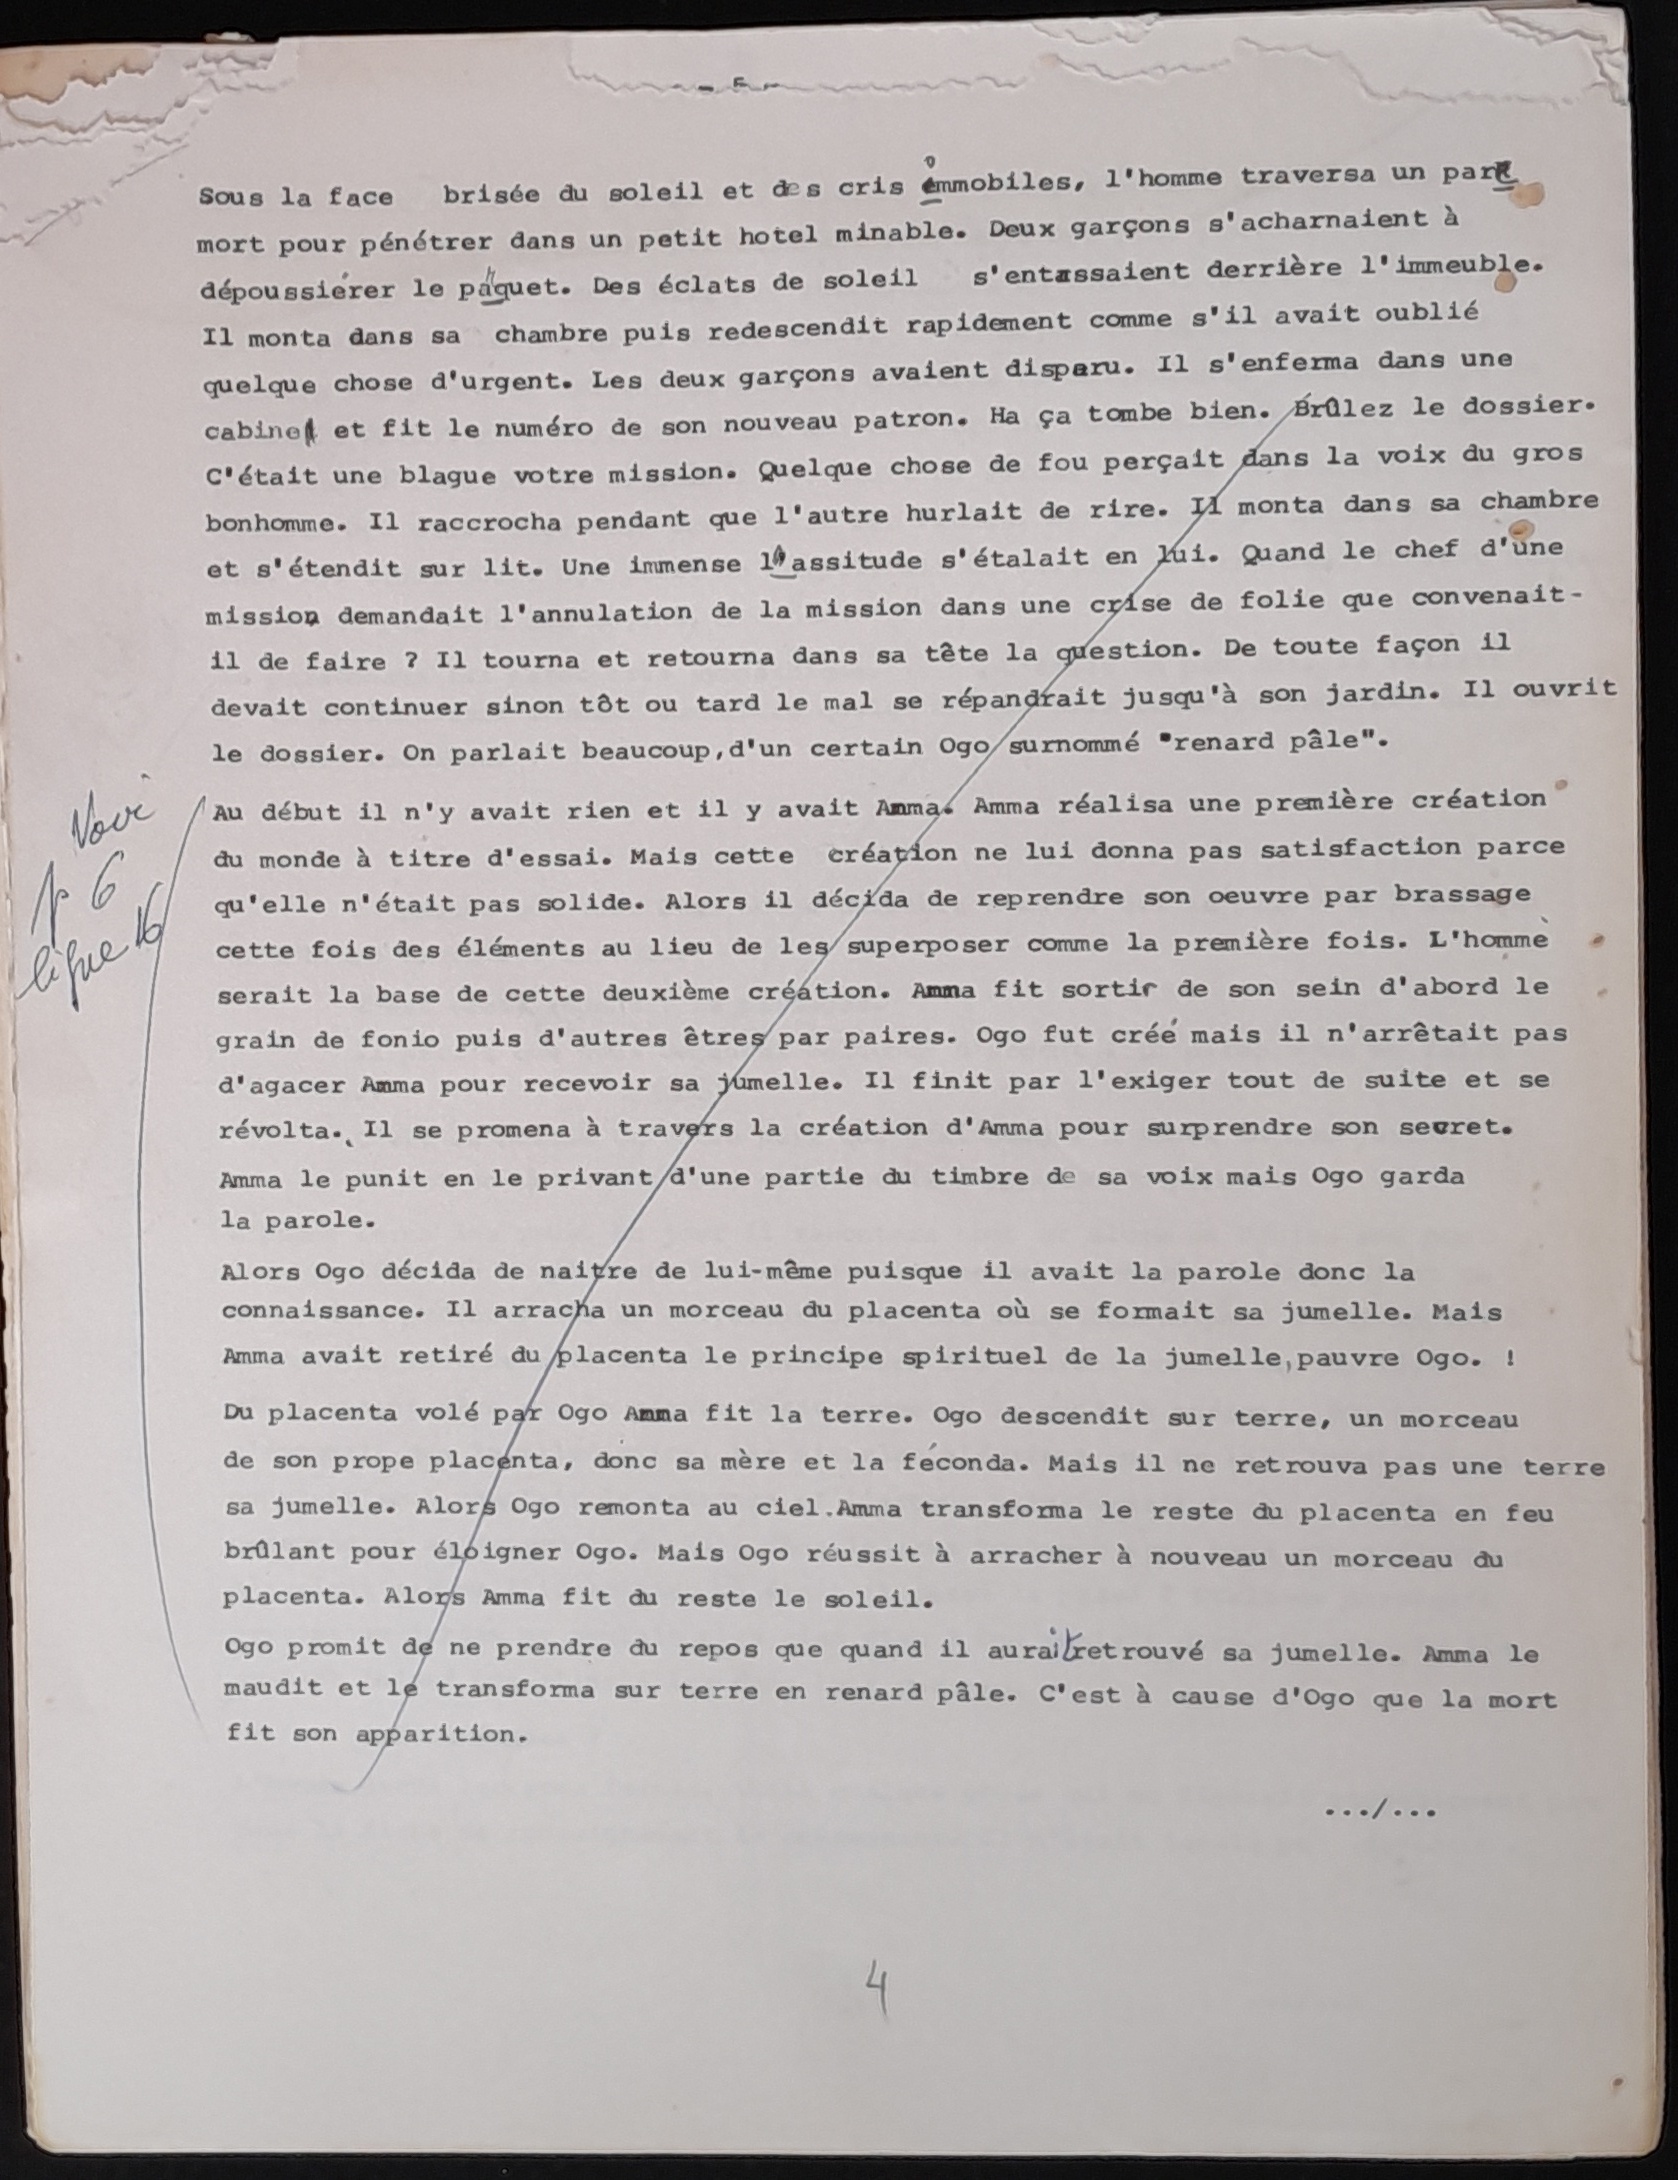 - 5 -
Sous la face brisée du soleil et des cris immobiles, l'homme traversa un parc
mort pour pénétrer dans un petit hotel minable. Deux garçons s'acharnaient à
dépoussiérer le paquet. Des éclats de soleil s'entassaient derrière l'immeuble.
Il monta dans sa chambre puis redescendit rapidement comme s'il avait oublié
quelque chose d'urgent. Les deux garçons avaient disparu. Il s'enferma dans une
cabine et fit le numéro de son nouveau patron. Ha ça tombe bien. Brûlez le dossier.
C'était une blague votre mission. Quelque chose de fou perçait dans la voix du gros
bonhomme. Il raccrocha pendant que l'autre hurlait de rire. Il monta dans sa chambre
et s'étendit sur lit. Une immense lassitude s'étalait en lui. Quand le chef d'une
mission demandait l'annulation de la mission dans une crise de folie que convenait-
il de faire ? Il tourna et retourna dans sa tête la question. De toute façon il
devait continuer sinon tôt ou tard le mal se répandrait jusqu'à son jardin. Il ouvrit
le dossier. On parlait beaucoup,d'un certain Ogo surnommé "renard pâle".
Voir
p 6
ligne 16
Au début il n'y avait rien et il y avait Amma. Amma réalisa une première création
du monde à titre d'essai. Mais cette création ne lui donna pas satisfaction parce
qu'elle n'était pas solide. Alors il décida de reprendre son oeuvre par brassage
cette fois des éléments au lieu de les superposer comme la première fois. L'homme
serait la base de cette deuxième création. Amma fit sortir de son sein d'abord le
grain de fonio puis d'autres êtres par paires. Ogo fut créé mais il n'arrêtait pas
d'agacer Amma pour recevoir sa jumelle. Il finit par l'exiger tout de suite et se
révolta. Il se promena à travers la création d'Amma pour surprendre son secret.
Amma le punit en le privant d'une partie du timbre de sa voix mais Ogo garda
la parole.
Alors Ogo décida de naitre de lui-même puisque il avait la parole donc la
connaissance. Il arracha un morceau du placenta où se formait sa jumelle. Mais
Amma avait retiré du placenta le principe spirituel de la jumelle,pauvre Ogo. !
Du placenta volé par Ogo Amma fit la terre. Ogo descendit sur terre, un morceau
de son prope placenta, donc sa mère et la féconda. Mais il ne retrouva pas une terre
sa jumelle. Alors Ogo remonta au ciel.Amma transforma le reste du placenta en feu
brûlant pour éloigner Ogo. Mais Ogo réussit à arracher à nouveau un morceau du
placenta. Alors Amma fit du reste le soleil.
Ogo promit de ne prendre du repos que quand il aurait retrouvé sa jumelle. Amma le
maudit et le transforma sur terre en renard pâle. C'est à cause d'Ogo que la mort
fit son apparition.
.../...
4